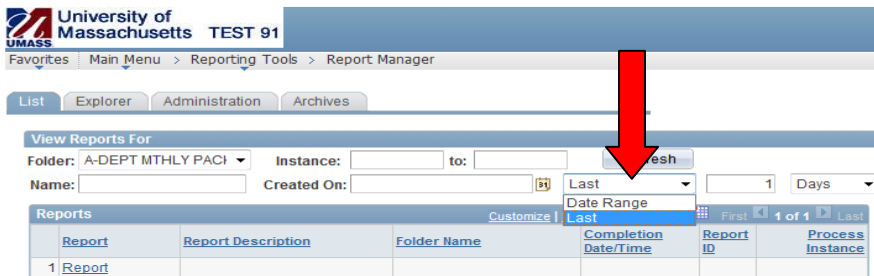 University of
Massachusetts TEST 91
UMASS
Favorites Main Menu > Reporting Tools > Report Manager
List Explorer Administration Archives
View Reports For
Folder: A-DEPT MTHLY PACK Instance: to:
Name: Created On: 31 Last 1 Days
Date Range
Last
Reports Customize | First 1 of 1 Last
Report Report Description Folder Name Completion Date/Time Report ID Process Instance
1 Report